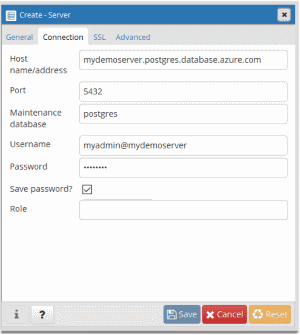 Create - Server
General Connection SSL Advanced
Host name/address mydemoserver.postgres.database.azure.com
Port 5432
Maintenance database postgres
Username myadmin@mydemoserver
Password ••••••••
Save password?
Role
i ? Save Cancel Reset